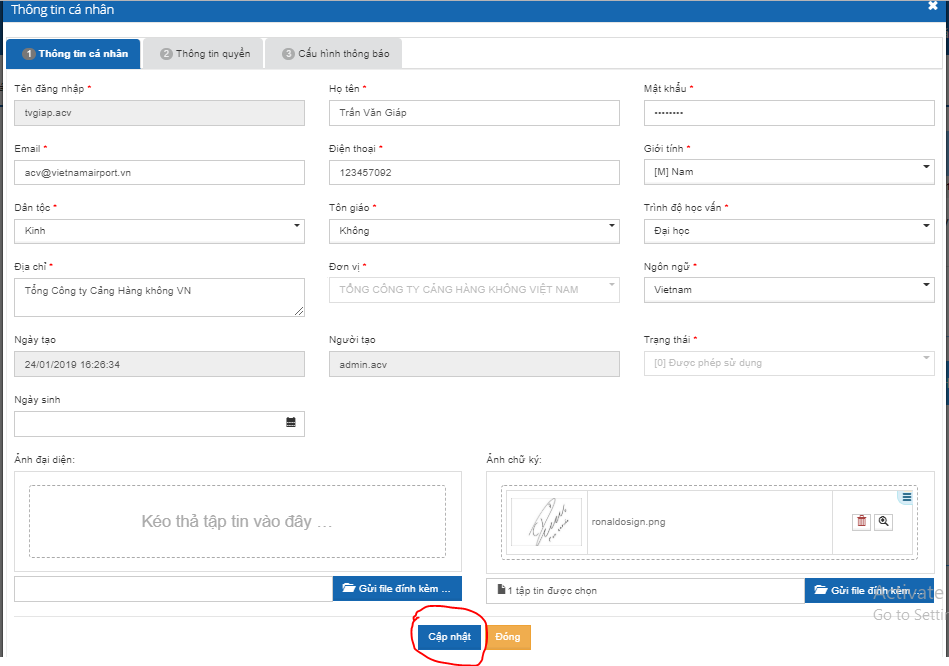 Thông tin cá nhân
1 Thông tin cá nhân 2 Thông tin quyền 3 Cấu hình thông báo
Tên đăng nhập * Họ tên * Mật khẩu *
tvgiap.acv Trần Văn Giáp ••••••••
Email * Điện thoại * Giới tính *
acv@vietnamairport.vn 123457092 [M] Nam
Dân tộc * Tôn giáo * Trình độ học vấn *
Kinh Không Đại học
Địa chỉ * Đơn vị * Ngôn ngữ *
Tổng Công ty Cảng Hàng không VN TỔNG CÔNG TY CẢNG HÀNG KHÔNG VIỆT NAM Vietnam
Ngày tạo Người tạo Trạng thái *
24/01/2019 16:26:34 admin.acv [0] Được phép sử dụng
Ngày sinh
Ảnh đại diện: Ảnh chữ ký:
Kéo thả tập tin vào đây ... ronaldosign.png
Gửi file đính kèm ... 1 tập tin được chọn Gửi file đính kèm ...
Activate
Go to Setti
Cập nhật Đóng